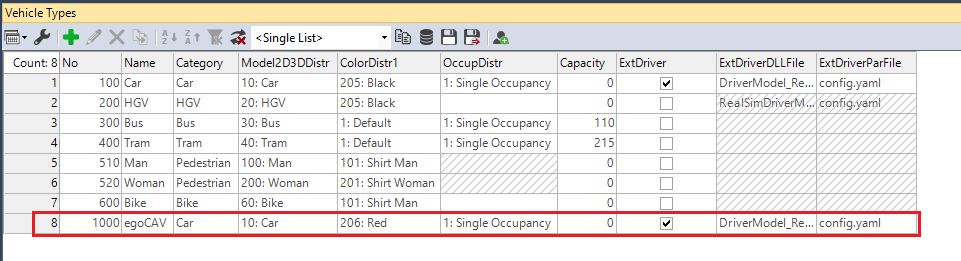 Vehicle Types
<Single List>
Count: 8 No Name Category Model2D3DDistr ColorDistr1 OccupDistr Capacity ExtDriver ExtDriverDLLFile ExtDriverParFile
1 100 Car Car 10: Car 205: Black 1: Single Occupancy 0 DriverModel_Re... config.yaml
2 200 HGV HGV 20: HGV 205: Black 0 RealSimDriverM... config.yaml
3 300 Bus Bus 30: Bus 1: Default 1: Single Occupancy 110
4 400 Tram Tram 40: Tram 1: Default 1: Single Occupancy 215
5 510 Man Pedestrian 100: Man 101: Shirt Man 0
6 520 Woman Pedestrian 200: Woman 201: Shirt Woman 0
7 600 Bike Bike 60: Bike 101: Shirt Man 0
8 1000 egoCAV Car 10: Car 206: Red 1: Single Occupancy 0 DriverModel_Re... config.yaml